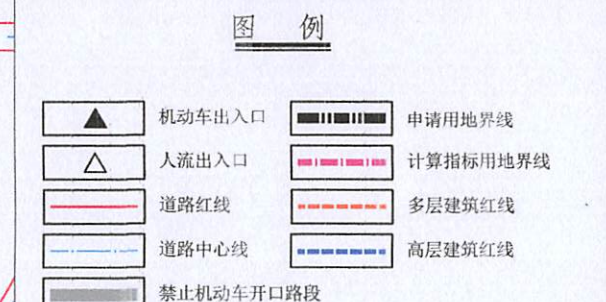 图 例
机动车出入口 申请用地界线
人流出入口 计算指标用地界线
道路红线 多层建筑红线
道路中心线 高层建筑红线
禁止机动车开口路段